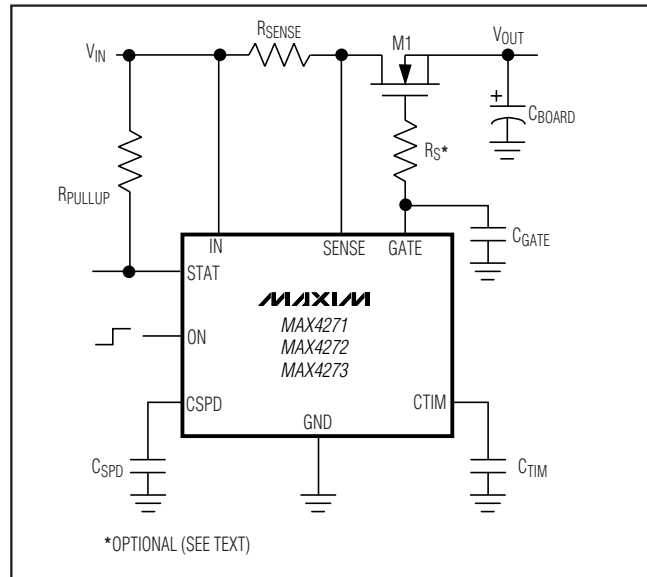 RSENSE
M1
VIN
VOUT
CBOARD
RS*
RPULLUP
CGATE
IN
SENSE
GATE
STAT
MAXIM
MAX4271
MAX4272
MAX4273
ON
CSPD
CTIM
GND
CSPD
CTIM
*OPTIONAL (SEE TEXT)